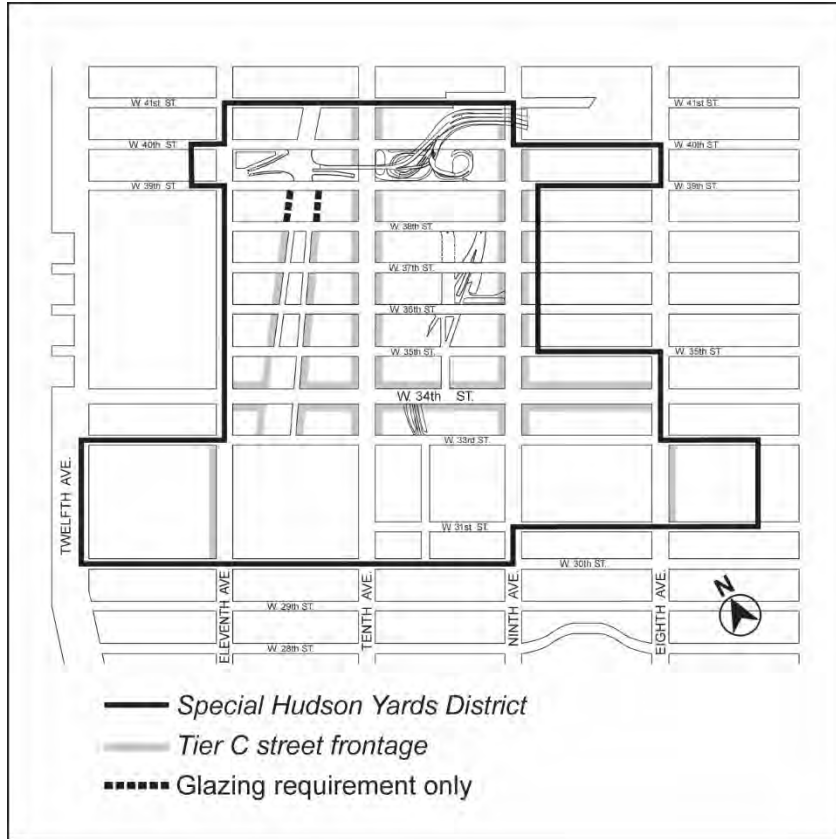 W. 41st ST.
W. 41st ST.
W. 40th ST.
W. 40th ST.
W. 39th ST.
W. 39th ST.
W. 38th ST.
W. 37th ST.
W. 36th ST.
W. 35th ST.
W. 35th ST.
W. 34th ST.
W. 33rd ST.
TWELFTH AVE.
W. 31st ST.
W. 30th ST.
ELEVENTH AVE
TENTH AVE.
NINTH AVE.
EIGHTH AVE.
N
W. 29th ST.
W. 28th ST.
Special Hudson Yards District
Tier C street frontage
Glazing requirement only